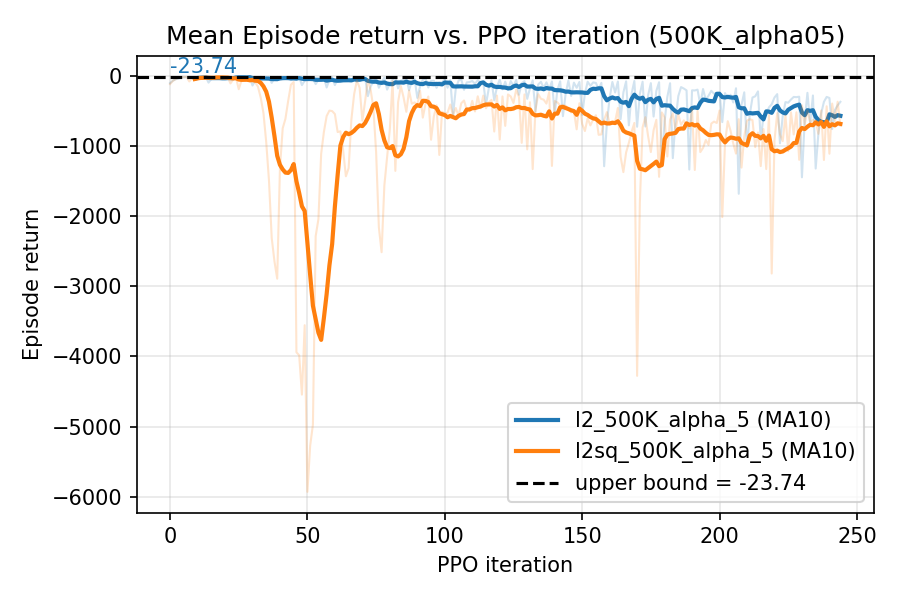 Mean Episode return vs. PPO iteration (500K_alpha05)
-23.74
0
−1000
−2000
−3000
−4000
−5000
−6000
Episode return
l2_500K_alpha_5 (MA10)
l2sq_500K_alpha_5 (MA10)
upper bound = -23.74
0 50 100 150 200 250
PPO iteration